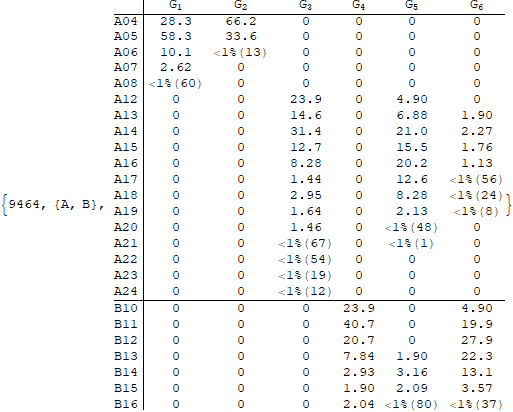 G1 G2 G3 G4 G5 G6
A04 28.3 66.2 0 0 0 0
A05 58.3 33.6 0 0 0 0
A06 10.1 <1%(13) 0 0 0 0
A07 2.62 0 0 0 0 0
A08 <1%(60) 0 0 0 0 0
A12 0 0 23.9 0 4.90 0
A13 0 0 14.6 0 6.88 1.90
A14 0 0 31.4 0 21.0 2.27
A15 0 0 12.7 0 15.5 1.76
A16 0 0 8.28 0 20.2 1.13
A17 0 0 1.44 0 12.6 <1%(56)
A18 0 0 2.95 0 8.28 <1%(24)
{9464, {A, B}, A19 0 0 1.64 0 2.13 <1%(8)}
A20 0 0 1.46 0 <1%(48) 0
A21 0 0 <1%(67) 0 <1%(1) 0
A22 0 0 <1%(54) 0 0 0
A23 0 0 <1%(19) 0 0 0
A24 0 0 <1%(12) 0 0 0
B10 0 0 0 23.9 0 4.90
B11 0 0 0 40.7 0 19.9
B12 0 0 0 20.7 0 27.9
B13 0 0 0 7.84 1.90 22.3
B14 0 0 0 2.93 3.16 13.1
B15 0 0 0 1.90 2.09 3.57
B16 0 0 0 2.04 <1%(80) <1%(37)